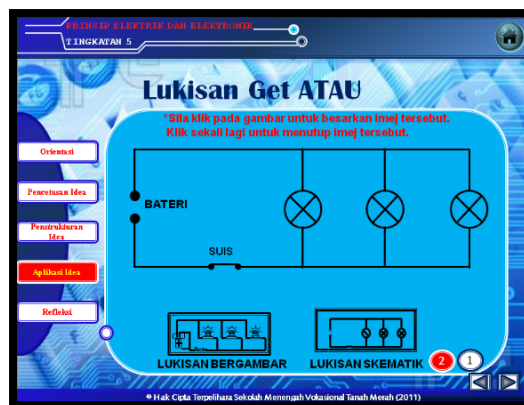 PRINSIP ELEKTRIK DAN ELEKTRONIK
TINGKATAN 5
Lukisan Get ATAU
*Sila klik pada gambar untuk besarkan imej tersebut.
Klik sekali lagi untuk menutup imej tersebut.
Orientasi
Pencetusan Idea
Penstrukturan
Idea
Aplikasi Idea
Refleksi
BATERI
SUIS
LUKISAN BERGAMBAR
LUKISAN SKEMATIK
2
1
© Hak Cipta Terpelihara Sekolah Menengah Vokasional Tanah Merah (2011)